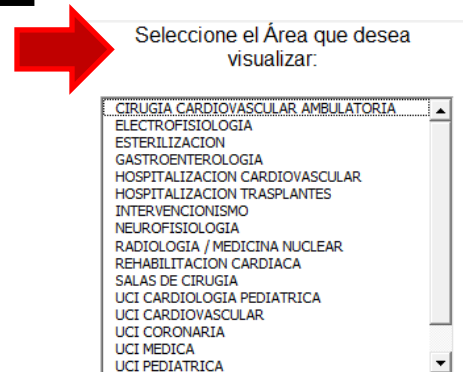 Seleccione el Área que desea
visualizar:
CIRUGIA CARDIOVASCULAR AMBULATORIA
ELECTROFISIOLOGIA
ESTERILIZACION
GASTROENTEROLOGIA
HOSPITALIZACION CARDIOVASCULAR
HOSPITALIZACION TRASPLANTES
INTERVENCIONISMO
NEUROFISIOLOGIA
RADIOLOGIA / MEDICINA NUCLEAR
REHABILITACION CARDIACA
SALAS DE CIRUGIA
UCI CARDIOLOGIA PEDIATRICA
UCI CARDIOVASCULAR
UCI CORONARIA
UCI MEDICA
UCI PEDIATRICA